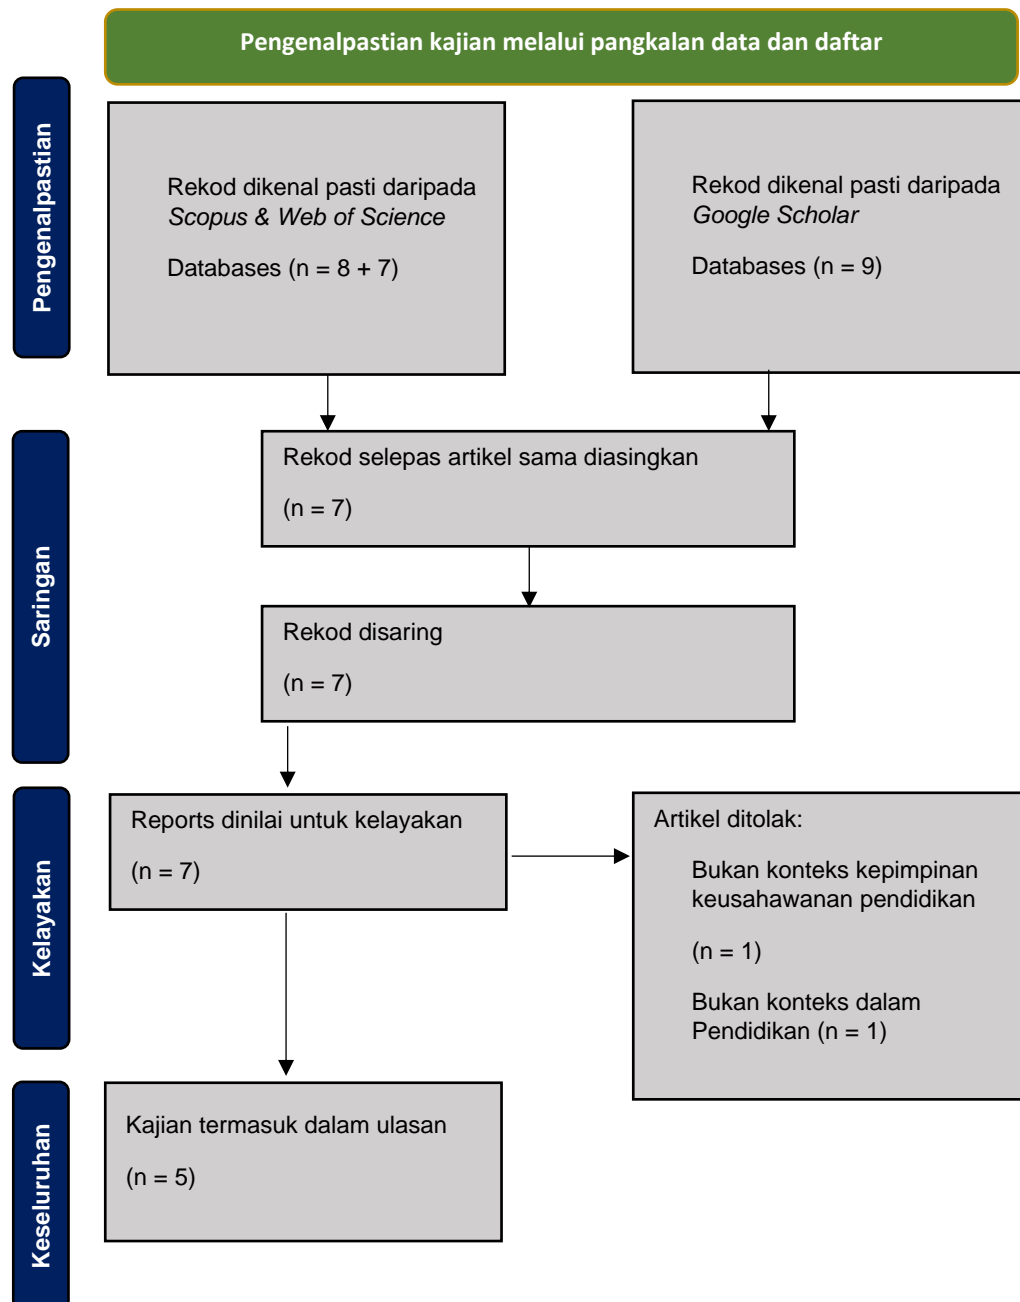 Pengenalpastian kajian melalui pangkalan data dan daftar
Pengenalpastian
Rekod dikenal pasti daripada
Scopus & Web of Science
Databases (n = 8 + 7)
Rekod dikenal pasti daripada
Google Scholar
Databases (n = 9)
Saringan
Rekod selepas artikel sama diasingkan
(n = 7)
Rekod disaring
(n = 7)
Kelayakan
Reports dinilai untuk kelayakan
(n = 7)
Artikel ditolak:
Bukan konteks kepimpinan
keusahawanan pendidikan
(n = 1)
Bukan konteks dalam
Pendidikan (n = 1)
Keseluruhan
Kajian termasuk dalam ulasan
(n = 5)